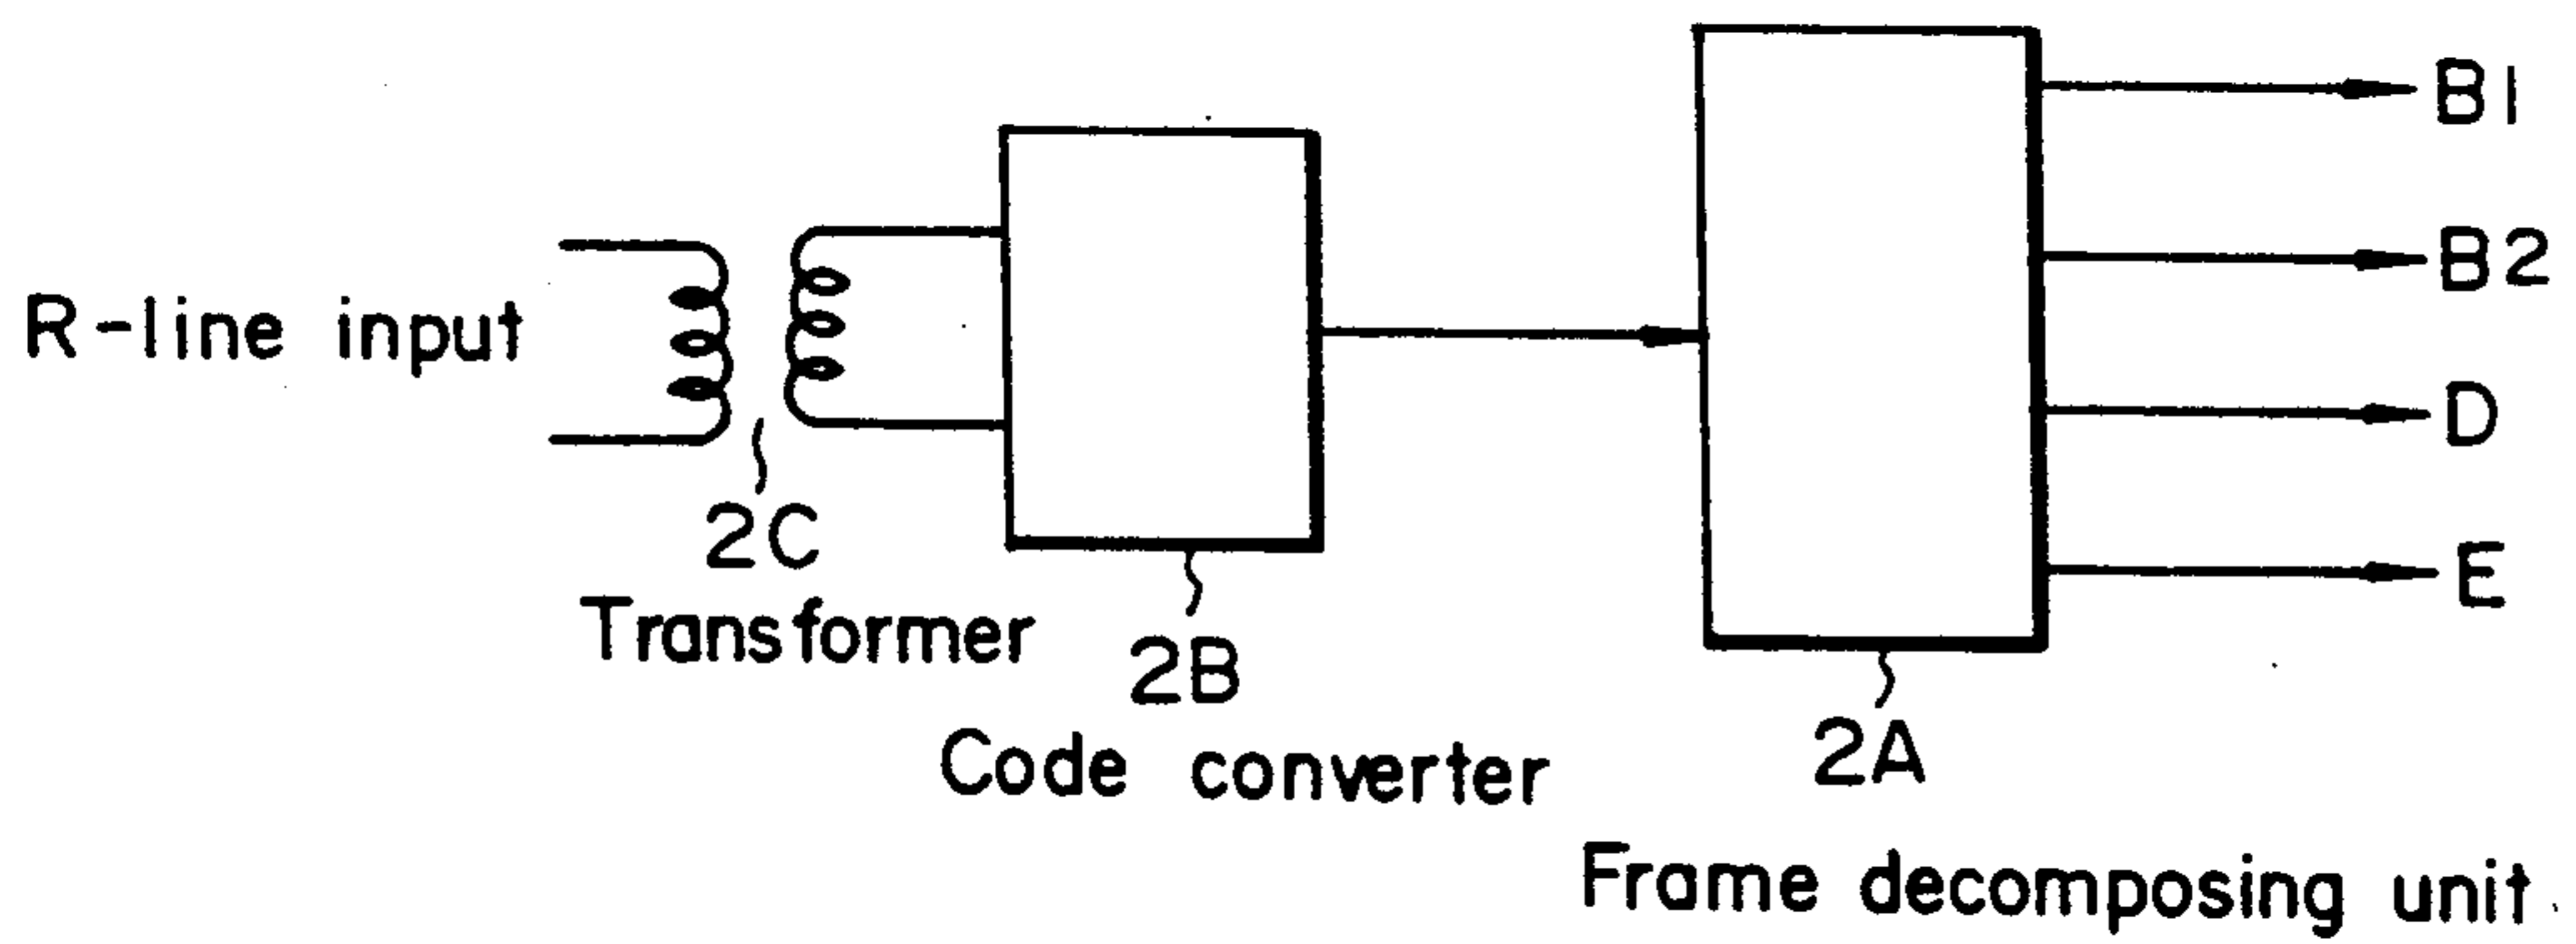 B1
B2
R-line input
D
2C
E
Transformer
2B
2A
Code converter
Frame decomposing unit